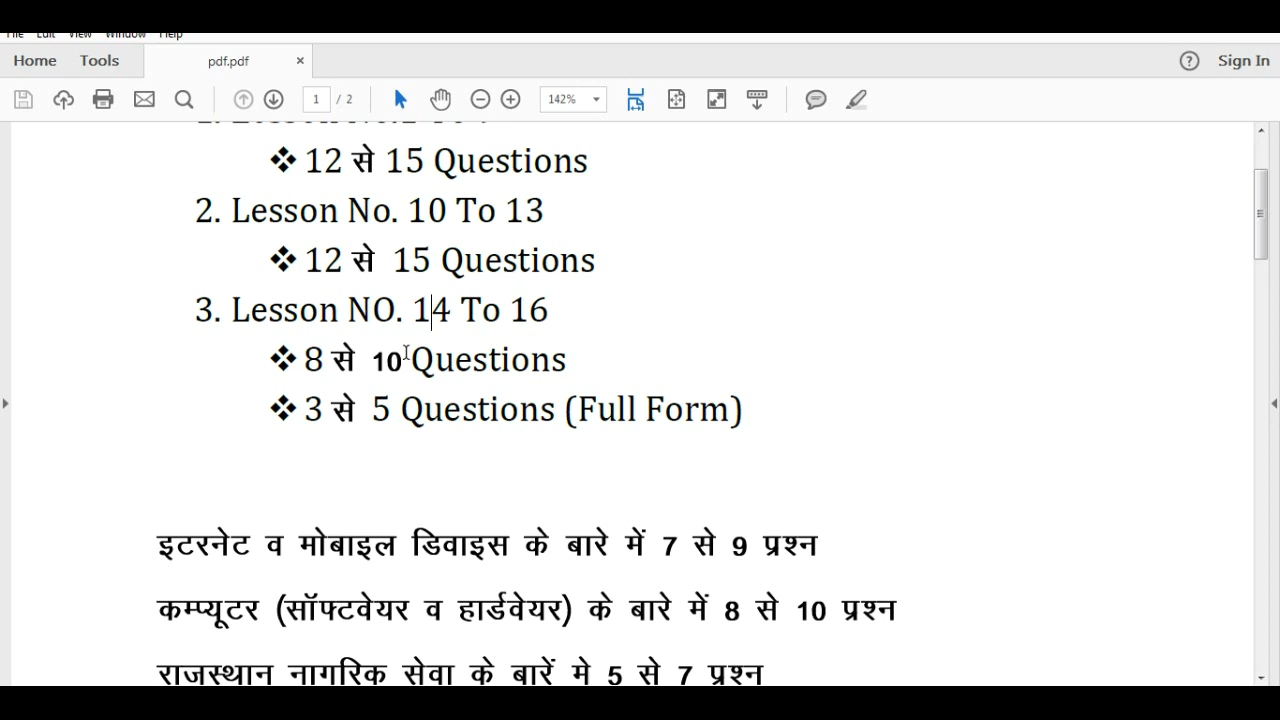 File Edit View Window Help
Home Tools pdf.pdf × ? Sign In
1 / 2 142%
❖ 12 से 15 Questions
2. Lesson No. 10 To 13
❖ 12 से 15 Questions
3. Lesson NO. 14 To 16
❖ 8 से 10 Questions
❖ 3 से 5 Questions (Full Form)
इटरनेट व मोबाइल डिवाइस के बारे में 7 से 9 प्रश्न
कम्प्यूटर (सॉफ्टवेयर व हार्डवेयर) के बारे में 8 से 10 प्रश्न
राजस्थान नागरिक सेवा के बारें मे 5 से 7 प्रश्न